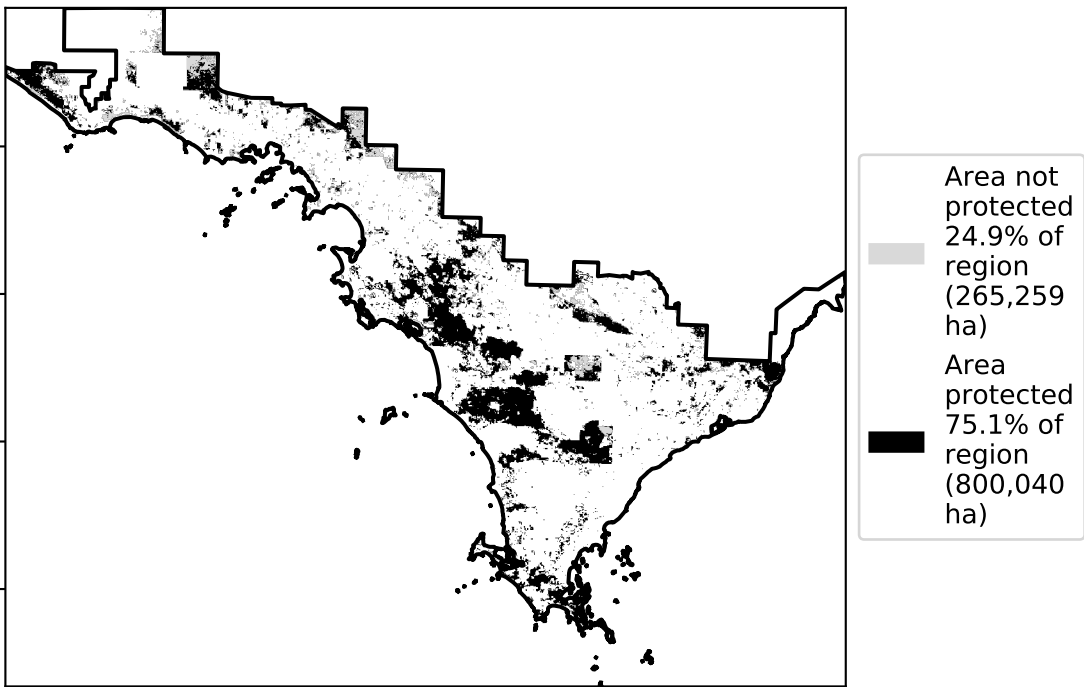 Area not
protected
24.9% of
region
(265,259
ha)
Area
protected
75.1% of
region
(800,040
ha)